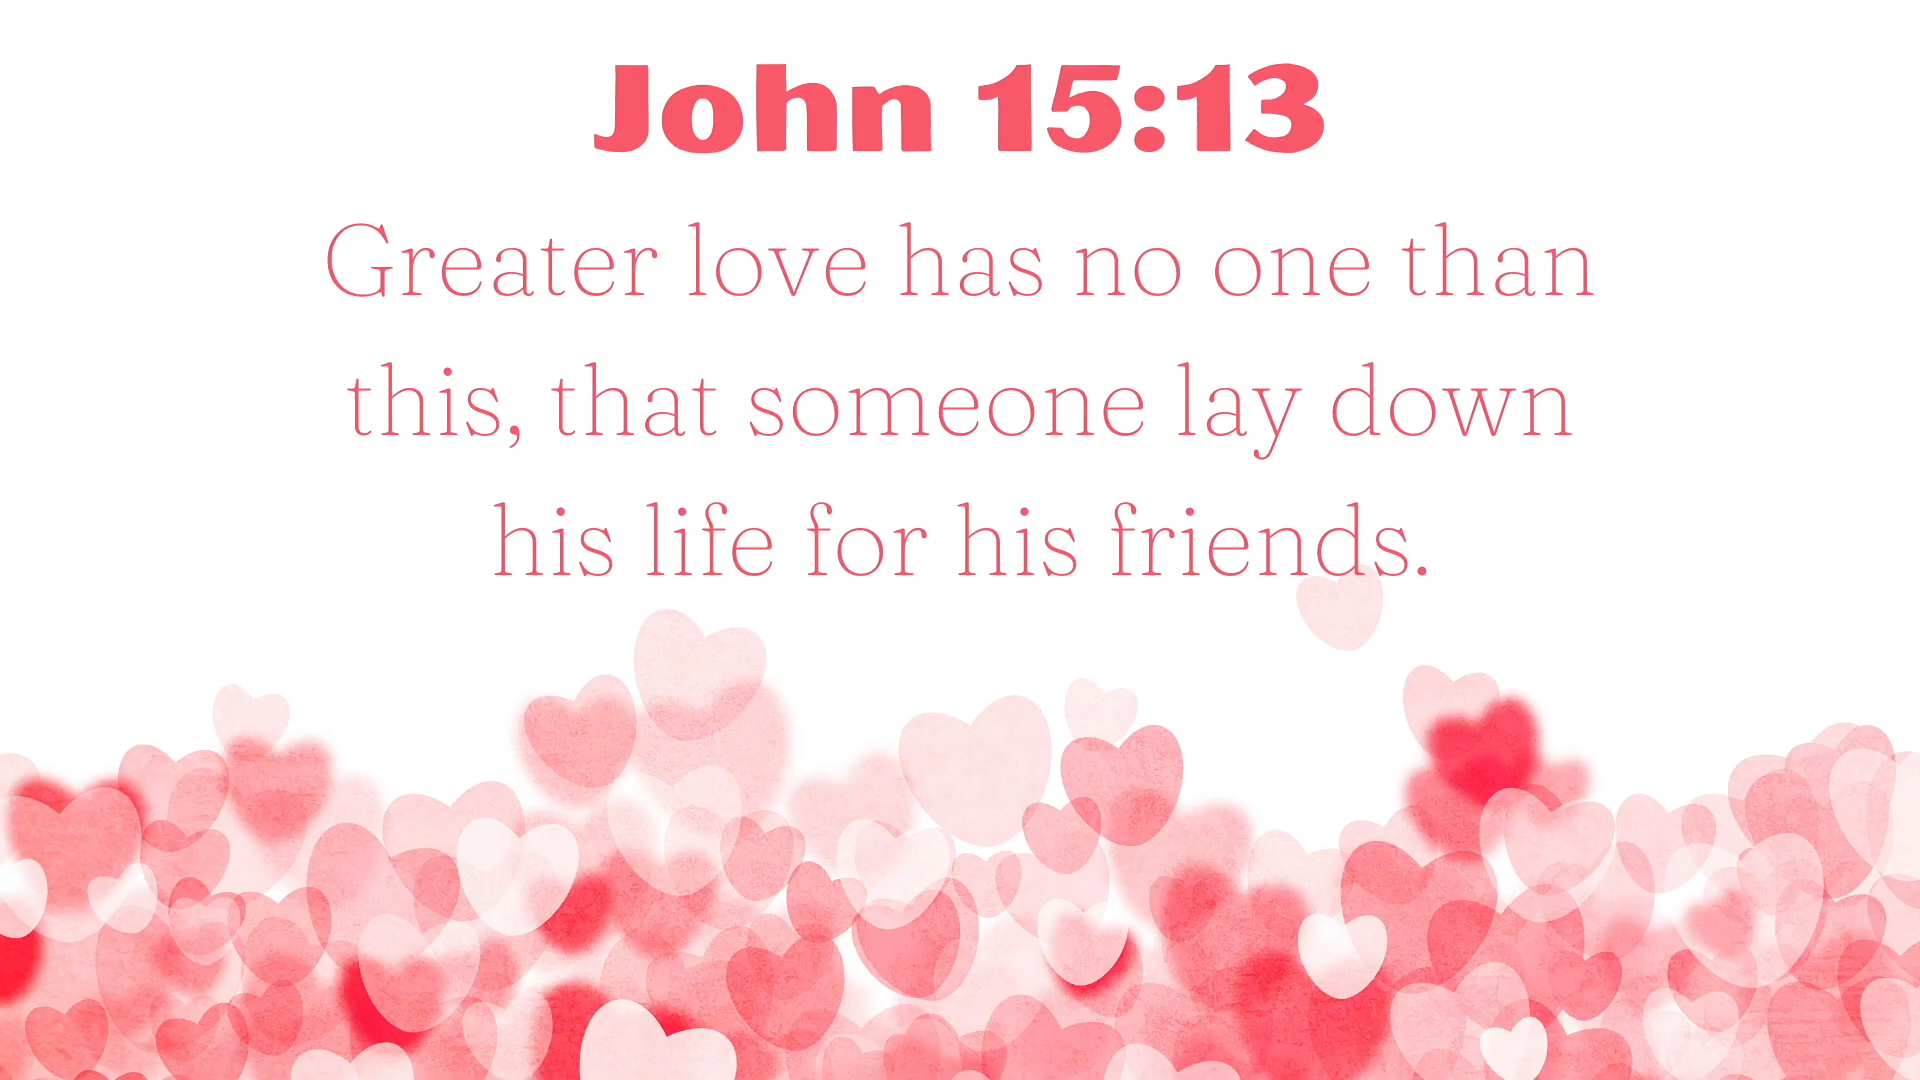 John 15:13
Greater love has no one than
this, that someone lay down
his life for his friends.